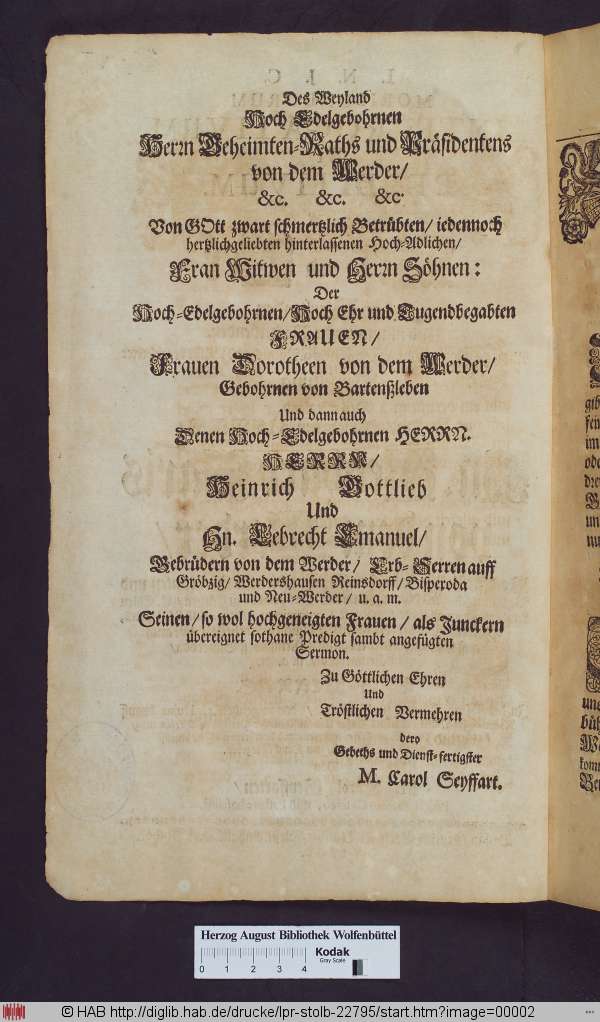 Des Weyland
Hoch Edelgebohrnen
Herrn Geheimten-Raths und Präsidentens
von dem Werder/
&c. &c. &c.
Von GOtt zwart schmertzlich Betrübten/ iedennoch
hertzlichgeliebten hinterlassenen Hoch-Adlichen/
Frau Witwen und Herrn Söhnen:
Der
Hoch-Edelgebohrnen/Hoch Ehr und Tugendbegabten
FRAUEN/
Frauen Dorotheen von dem Werder/
Gebohrnen von Bartenßleben
Und dann auch
Denen Hoch-Edelgebohrnen HERRN.
HERRN/
Heinrich Gottlieb
Und
Hn. Lebrecht Emanuel/
Gebrüdern von dem Werder/ Erb-Herren auff
Gröbzig/ Werdershausen Reinsdorff/ Bisperoda
und Neu-Werder/ u. a. m.
Seinen/ so wol hochgeneigten Frauen/ als Junckern
übereignet sothane Predigt sambt angefügten
Sermon.
Zu Göttlichen Ehren
Und
Tröstlichen Vermehren
dero
Gebeths und Dienst-fertigster
M. Carol Seyffart.
Herzog August Bibliothek Wolfenbüttel
0 1 2 3 4
Kodak
Gray Scale
© HAB http://diglib.hab.de/drucke/lpr-stolb-22795/start.htm?image=00002